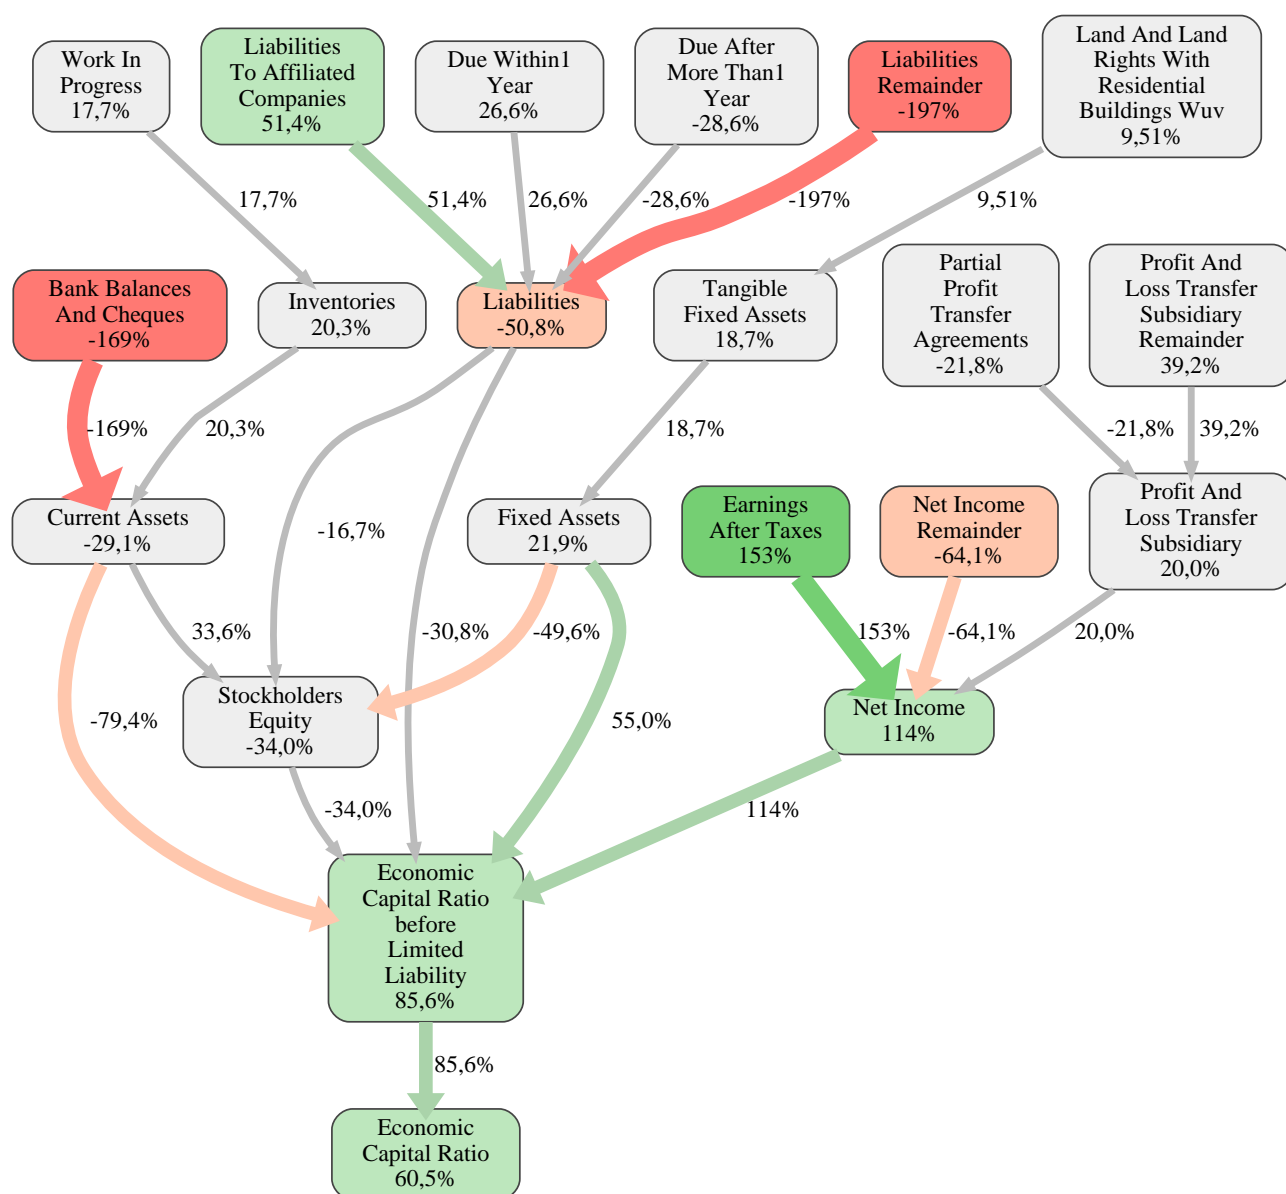 Work In
Progress
17,7%
Liabilities
To Affiliated
Companies
51,4%
Due Within1
Year
26,6%
Due After
More Than1
Year
-28,6%
Liabilities
Remainder
-197%
Land And Land
Rights With
Residential
Buildings Wuv
9,51%
17,7%
51,4%
26,6%
-28,6%
-197%
9,51%
Bank Balances
And Cheques
-169%
Inventories
20,3%
Liabilities
-50,8%
Tangible
Fixed Assets
18,7%
Partial
Profit
Transfer
Agreements
-21,8%
Profit And
Loss Transfer
Subsidiary
Remainder
39,2%
-169%
20,3%
18,7%
-21,8%
39,2%
Current Assets
-29,1%
-16,7%
Fixed Assets
21,9%
Earnings
After Taxes
153%
Net Income
Remainder
-64,1%
Profit And
Loss Transfer
Subsidiary
20,0%
33,6%
-30,8%
-49,6%
153%
-64,1%
20,0%
-79,4%
Stockholders
Equity
-34,0%
55,0%
Net Income
114%
-34,0%
114%
Economic
Capital Ratio
before
Limited
Liability
85,6%
85,6%
Economic
Capital Ratio
60,5%